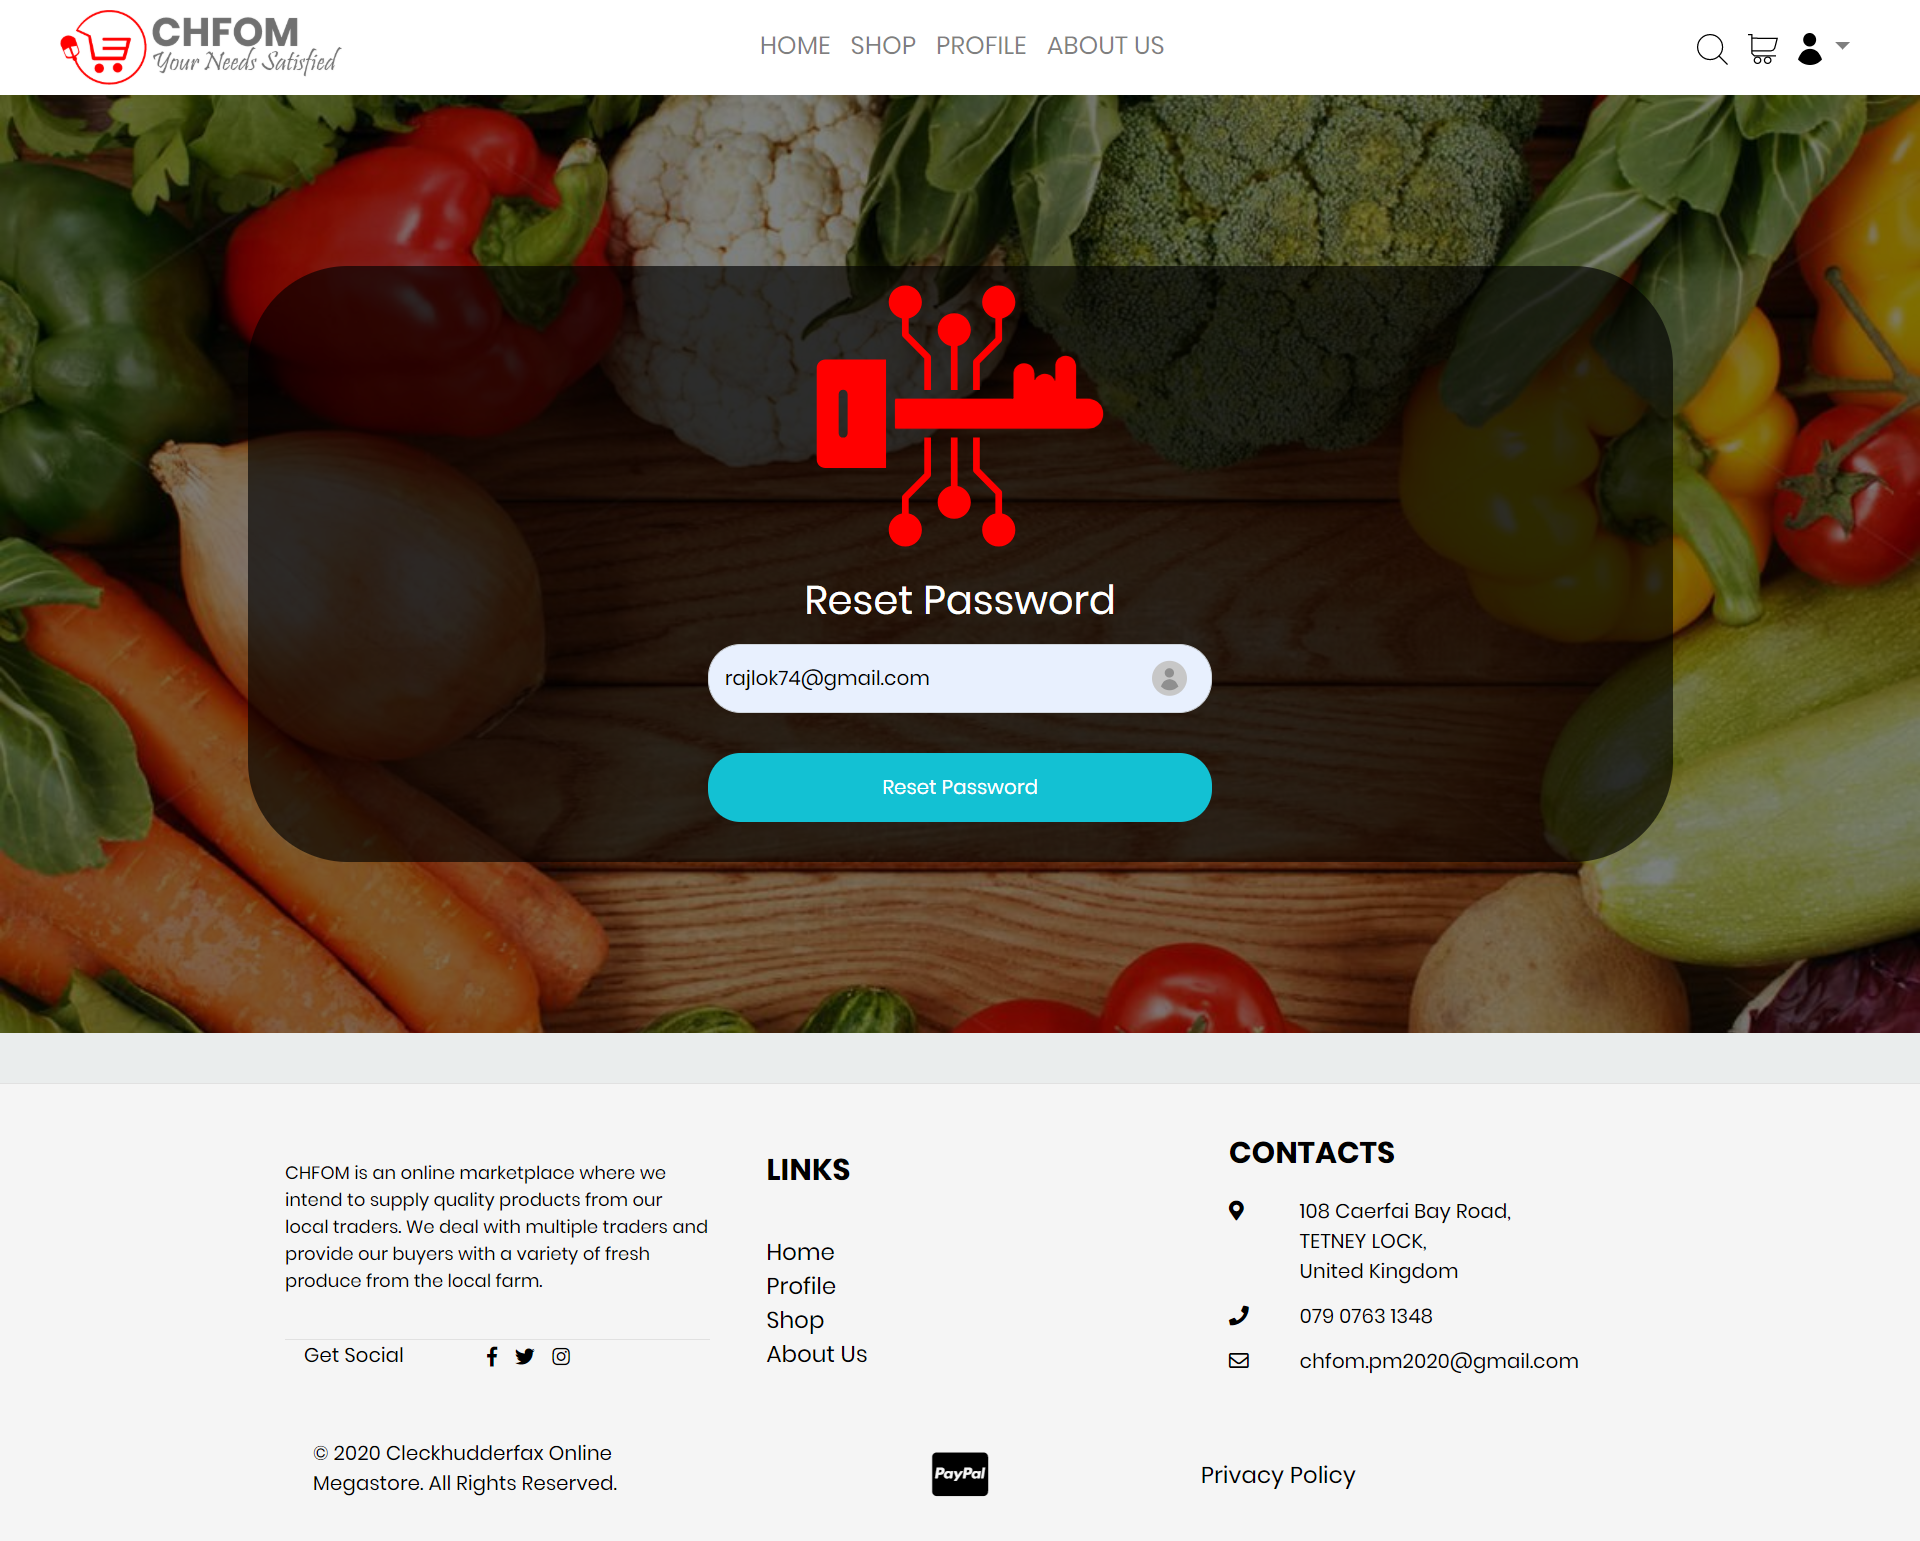 CHFOM
Your Needs Satisfied
HOME SHOP PROFILE ABOUT US
Reset Password
rajlok74@gmail.com
Reset Password
CHFOM is an online marketplace where we
intend to supply quality products from our
local traders. We deal with multiple traders and
provide our buyers with a variety of fresh
produce from the local farm.
Get Social
LINKS
Home
Profile
Shop
About Us
CONTACTS
108 Caerfai Bay Road,
TETNEY LOCK,
United Kingdom
079 0763 1348
chfom.pm2020@gmail.com
© 2020 Cleckhudderfax Online
Megastore. All Rights Reserved.
PayPal
Privacy Policy